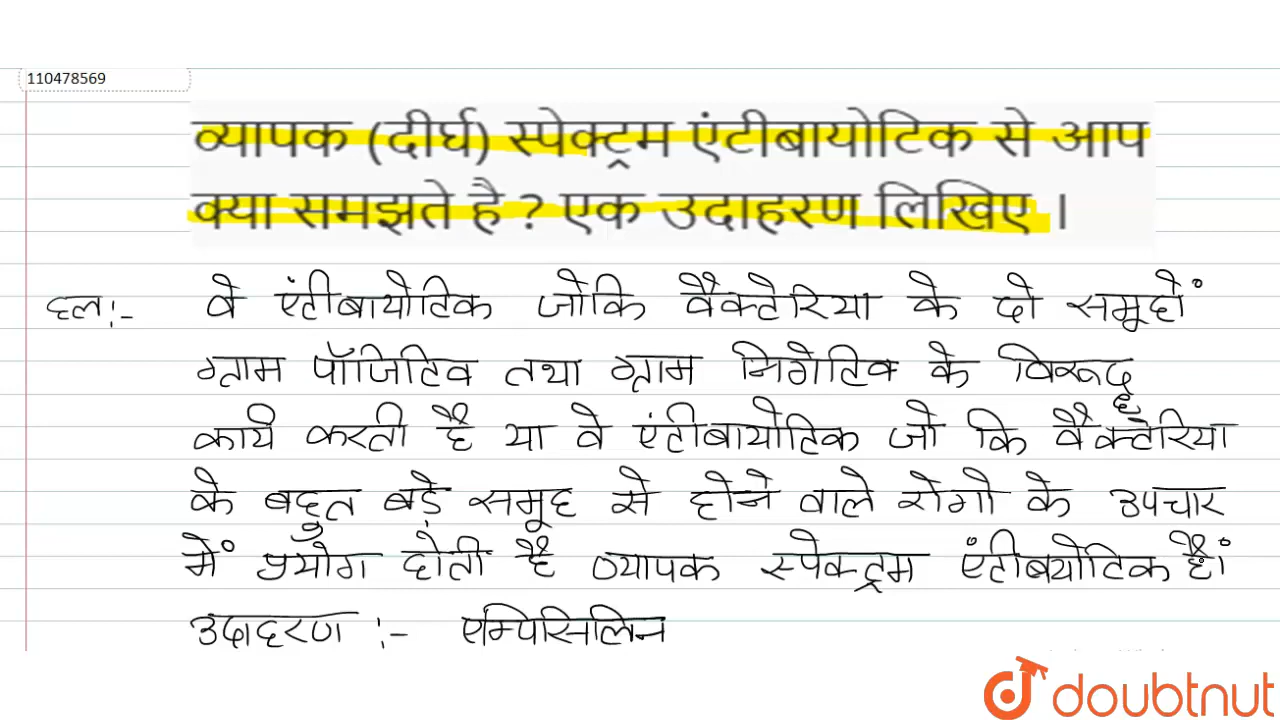 110478569
व्यापक (दीर्घ) स्पेक्ट्रम एंटीबायोटिक से आप
क्या समझते है ? एक उदाहरण लिखिए ।
हल:- वे एंटीबायोटिक जोकि बैक्टेरिया के दो समूहों
ग्राम पॉजिटिव तथा ग्राम निगेटिव के विरूद्ध
कार्य करती है या वे एंटीबायोटिक जो कि बैक्टेरिया
के बहुत बड़े समूह से होने वाले रोगो के उपचार
में प्रयोग होती है व्यापक स्पेक्ट्रम एंटीबयोटिक हैं।
उदाहरण :- एम्पिसिलिन
doubtnut